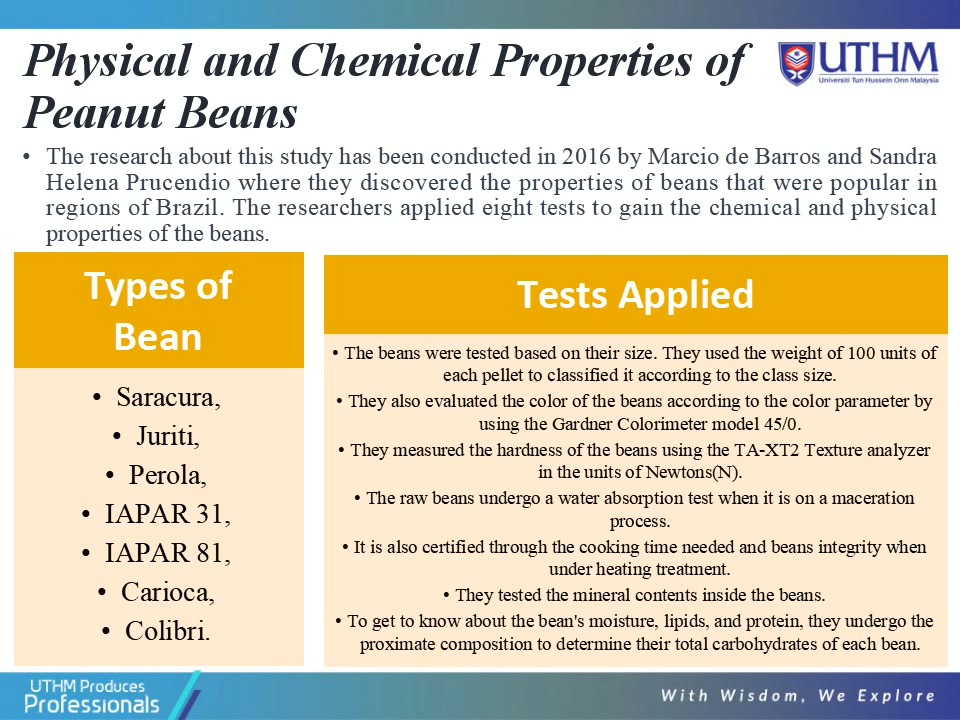 Physical and Chemical Properties of
Peanut Beans
UTHM
Universiti Tun Hussein Onn Malaysia
• The research about this study has been conducted in 2016 by Marcio de Barros and Sandra
Helena Prucendio where they discovered the properties of beans that were popular in
regions of Brazil. The researchers applied eight tests to gain the chemical and physical
properties of the beans.
Types of
Bean
• Saracura,
• Juriti,
• Perola,
• IAPAR 31,
• IAPAR 81,
• Carioca,
• Colibri.
Tests Applied
• The beans were tested based on their size. They used the weight of 100 units of
each pellet to classified it according to the class size.
• They also evaluated the color of the beans according to the color parameter by
using the Gardner Colorimeter model 45/0.
• They measured the hardness of the beans using the TA-XT2 Texture analyzer
in the units of Newtons(N).
• The raw beans undergo a water absorption test when it is on a maceration
process.
• It is also certified through the cooking time needed and beans integrity when
under heating treatment.
• They tested the mineral contents inside the beans.
• To get to know about the bean's moisture, lipids, and protein, they undergo the
proximate composition to determine their total carbohydrates of each bean.
UTHM Produces
Professionals
With Wisdom, We Explore